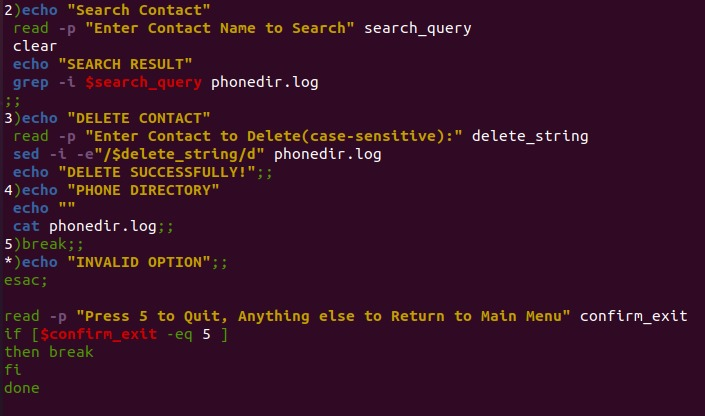 2)echo "Search Contact"
 read -p "Enter Contact Name to Search" search_query
 clear
 echo "SEARCH RESULT"
 grep -i $search_query phonedir.log
;;
3)echo "DELETE CONTACT"
 read -p "Enter Contact to Delete(case-sensitive):" delete_string
 sed -i -e"/$delete_string/d" phonedir.log
 echo "DELETE SUCCESSFULLY!";;
4)echo "PHONE DIRECTORY"
 echo ""
 cat phonedir.log;;
5)break;;
*)echo "INVALID OPTION";;
esac;

read -p "Press 5 to Quit, Anything else to Return to Main Menu" confirm_exit
if [$confirm_exit -eq 5 ]
then break
fi
done